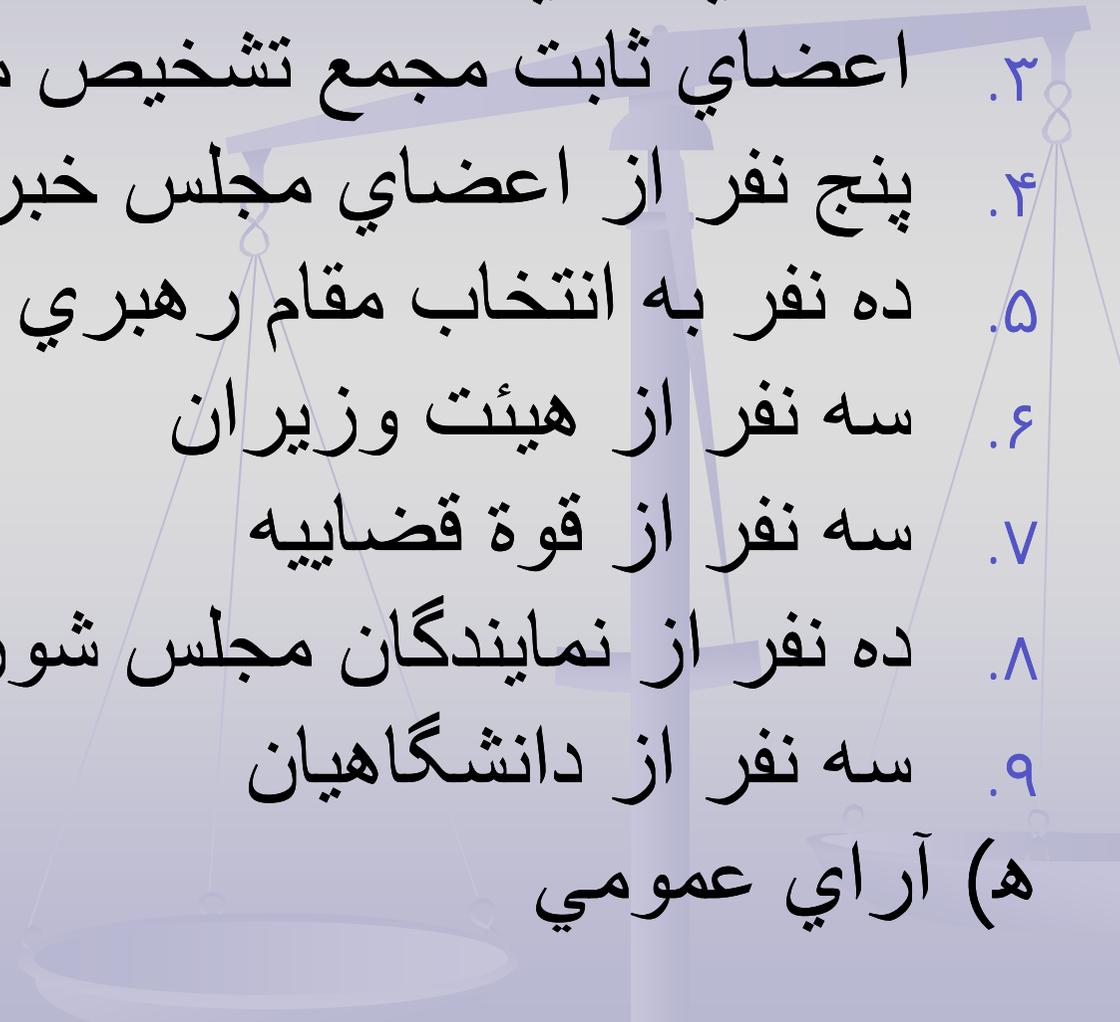 ۳. اعضاي ثابت مجمع تشخيص
۴. پنج نفر از اعضاي مجلس
۵. ده نفر به انتخاب مقام رهبري
۶. سه نفر از هيئت وزيران
۷. سه نفر از قوة قضاييه
۸. ده نفر از نمايندگان مجلس
۹. سه نفر از دانشگاهيان
ه) آراي عمومي